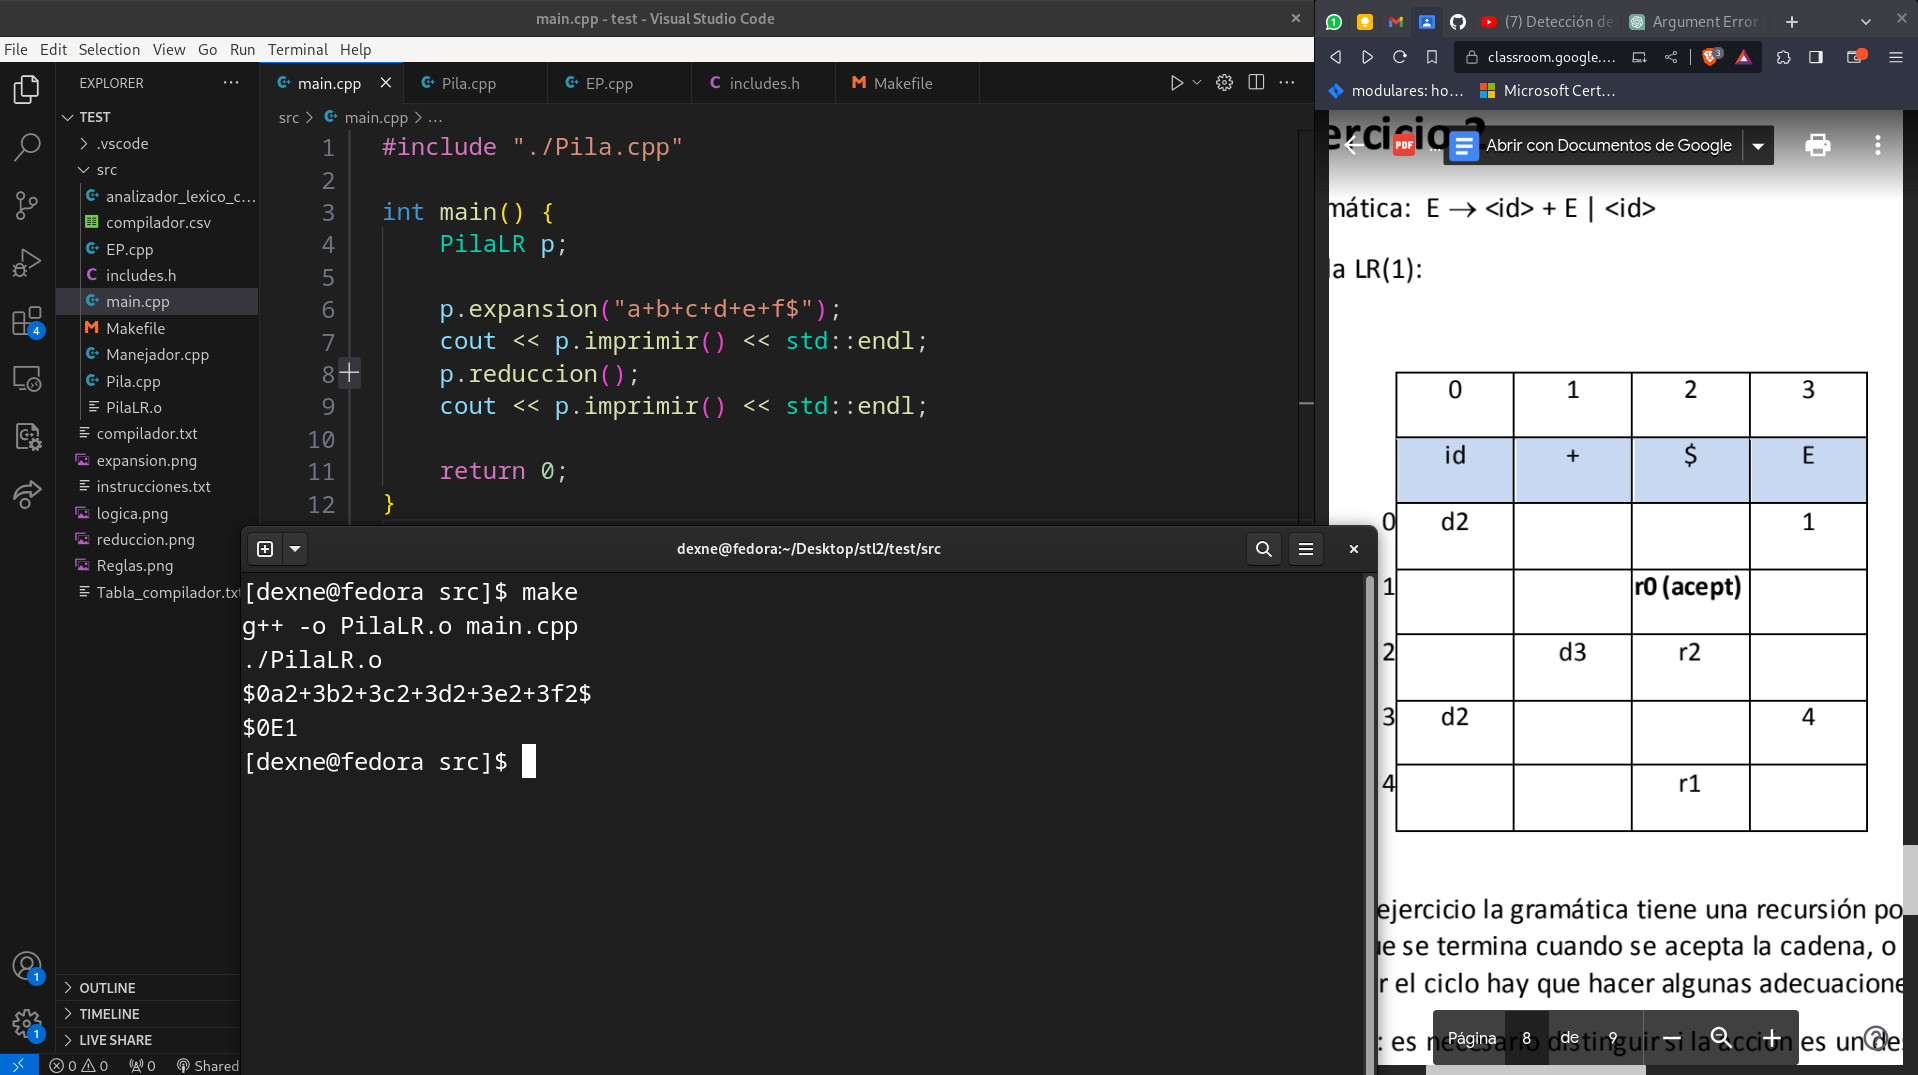 main.cpp - test - Visual Studio Code
File Edit Selection View Go Run Terminal Help
EXPLORER
TEST
.vscode
src
analizador_lexico_c...
compilador.csv
EP.cpp
includes.h
main.cpp
Makefile
Manejador.cpp
Pila.cpp
PilaLR.o
compilador.txt
expansion.png
instrucciones.txt
logica.png
reduccion.png
Reglas.png
Tabla_compilador.tx
OUTLINE
TIMELINE
LIVE SHARE
4
1
1
0 0 0 Shared
main.cpp Pila.cpp EP.cpp includes.h Makefile
src > main.cpp > ...
1 #include "./Pila.cpp"
2
3 int main() {
4 PilaLR p;
5
6 p.expansion("a+b+c+d+e+f$");
7 cout << p.imprimir() << std::endl;
8 p.reduccion();
9 cout << p.imprimir() << std::endl;
10
11 return 0;
12 }
dexne@fedora:~/Desktop/stl2/test/src
[dexne@fedora src]$ make
g++ -o PilaLR.o main.cpp
./PilaLR.o
$0a2+3b2+3c2+3d2+3e2+3f2$
$0E1
[dexne@fedora src]$
(7) Detección de Argument Error
classroom.google.... 3
modulares: ho... Microsoft Cert...
ercicio 2
PDF ... Abrir con Documentos de Google
mática: E → <id> + E | <id>
la LR(1):
0 1 2 3
id + $ E
0 d2 1
1 r0 (acept)
2 d3 r2
3 d2 4
4 r1
ejercicio la gramática tiene una recursión po
ue se termina cuando se acepta la cadena, o
r el ciclo hay que hacer algunas adecuacione
: es necesario distinguir si la acción es un des
Página 8 de 9